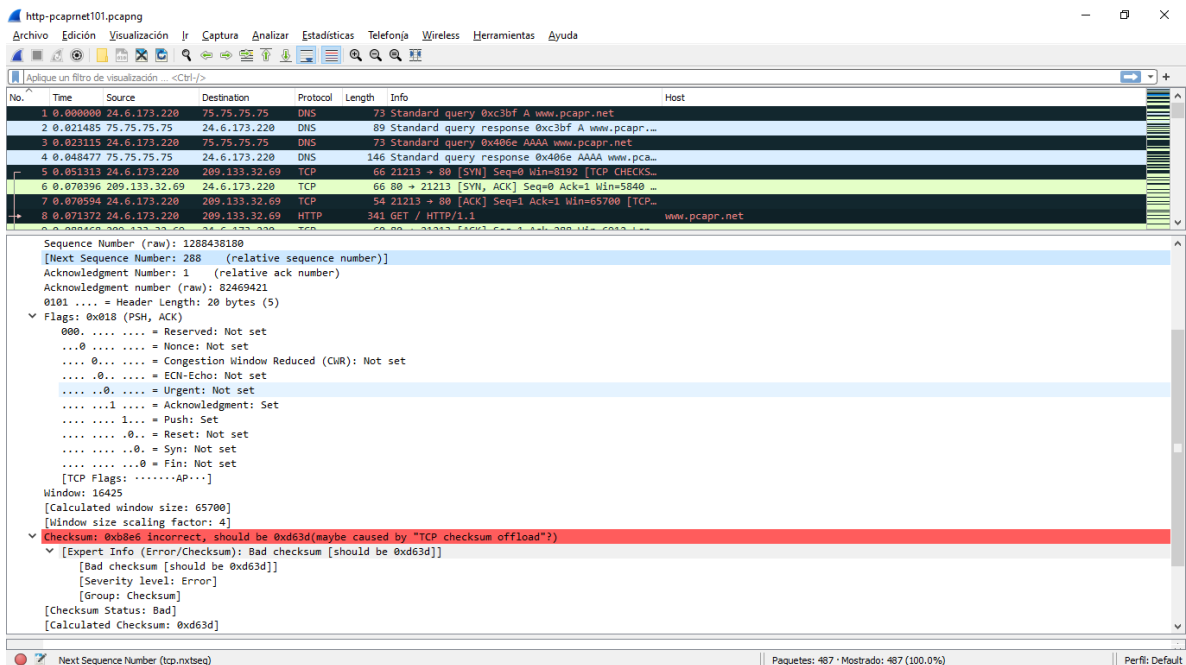 http-pcaprnet101.pcapng
Archivo Edición Visualización Ir Captura Analizar Estadísticas Telefonía Wireless Herramientas Ayuda
Aplique un filtro de visualización ... <Ctrl-/>
No. Time Source Destination Protocol Length Info Host
1 0.000000 24.6.173.220 75.75.75.75 DNS 73 Standard query 0xc3bf A www.pcapr.net
2 0.021485 75.75.75.75 24.6.173.220 DNS 89 Standard query response 0xc3bf A www.pcapr.…
3 0.023115 24.6.173.220 75.75.75.75 DNS 73 Standard query 0x406e AAAA www.pcapr.net
4 0.048477 75.75.75.75 24.6.173.220 DNS 146 Standard query response 0x406e AAAA www.pca…
5 0.051313 24.6.173.220 209.133.32.69 TCP 66 21213 → 80 [SYN] Seq=0 Win=8192 [TCP CHECKS…
6 0.070396 209.133.32.69 24.6.173.220 TCP 66 80 → 21213 [SYN, ACK] Seq=0 Ack=1 Win=5840 …
7 0.070594 24.6.173.220 209.133.32.69 TCP 54 21213 → 80 [ACK] Seq=1 Ack=1 Win=65700 [TCP…
8 0.071372 24.6.173.220 209.133.32.69 HTTP 341 GET / HTTP/1.1 www.pcapr.net
Sequence Number (raw): 1288438180
[Next Sequence Number: 288 (relative sequence number)]
Acknowledgment Number: 1 (relative ack number)
Acknowledgment number (raw): 82469421
0101 .... = Header Length: 20 bytes (5)
Flags: 0x018 (PSH, ACK)
000. .... .... = Reserved: Not set
...0 .... .... = Nonce: Not set
.... 0... .... = Congestion Window Reduced (CWR): Not set
.... .0.. .... = ECN-Echo: Not set
.... ..0. .... = Urgent: Not set
.... ...1 .... = Acknowledgment: Set
.... .... 1... = Push: Set
.... .... .0.. = Reset: Not set
.... .... ..0. = Syn: Not set
.... .... ...0 = Fin: Not set
[TCP Flags: ·······AP···]
Window: 16425
[Calculated window size: 65700]
[Window size scaling factor: 4]
Checksum: 0xb8e6 incorrect, should be 0xd63d(maybe caused by "TCP checksum offload"?)
[Expert Info (Error/Checksum): Bad checksum [should be 0xd63d]]
[Bad checksum [should be 0xd63d]]
[Severity level: Error]
[Group: Checksum]
[Checksum Status: Bad]
[Calculated Checksum: 0xd63d]
Next Sequence Number (tcp.nxtseq) Paquetes: 487 · Mostrado: 487 (100.0%) Perfil: Default